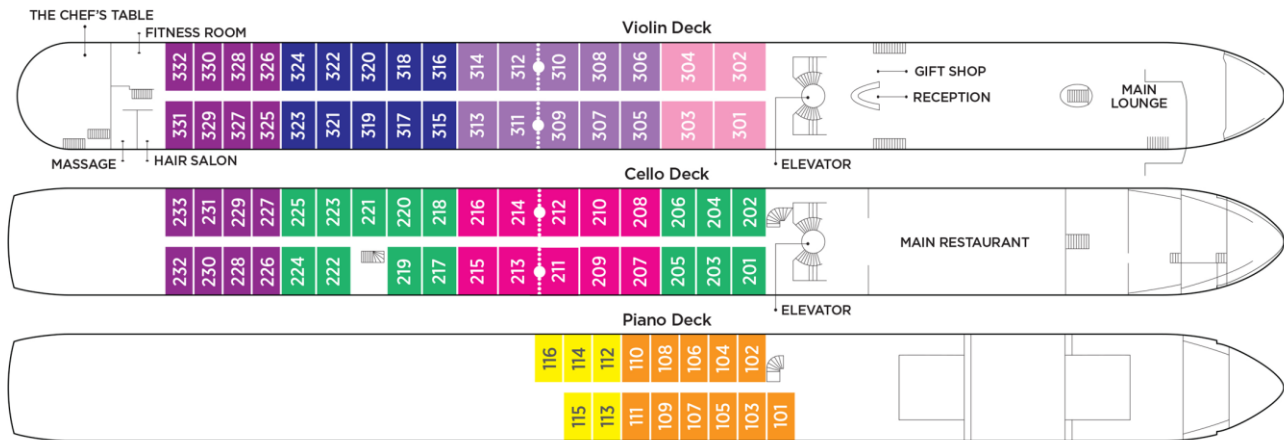 THE CHEF'S TABLE
FITNESS ROOM
Violin Deck
332 330 328 326 324 322 320 318 316 314 312 310 308 306 304 302
GIFT SHOP
RECEPTION
MAIN
LOUNGE
331 329 327 325 323 321 319 317 315 313 311 309 307 305 303 301
MASSAGE
HAIR SALON
ELEVATOR
Cello Deck
233 231 229 227 225 223 221 220 218 216 214 212 210 208 206 204 202
MAIN RESTAURANT
232 230 228 226 224 222 219 217 215 213 211 209 207 205 203 201
ELEVATOR
Piano Deck
116 114 112 110 108 106 104 102
115 113 111 109 107 105 103 101